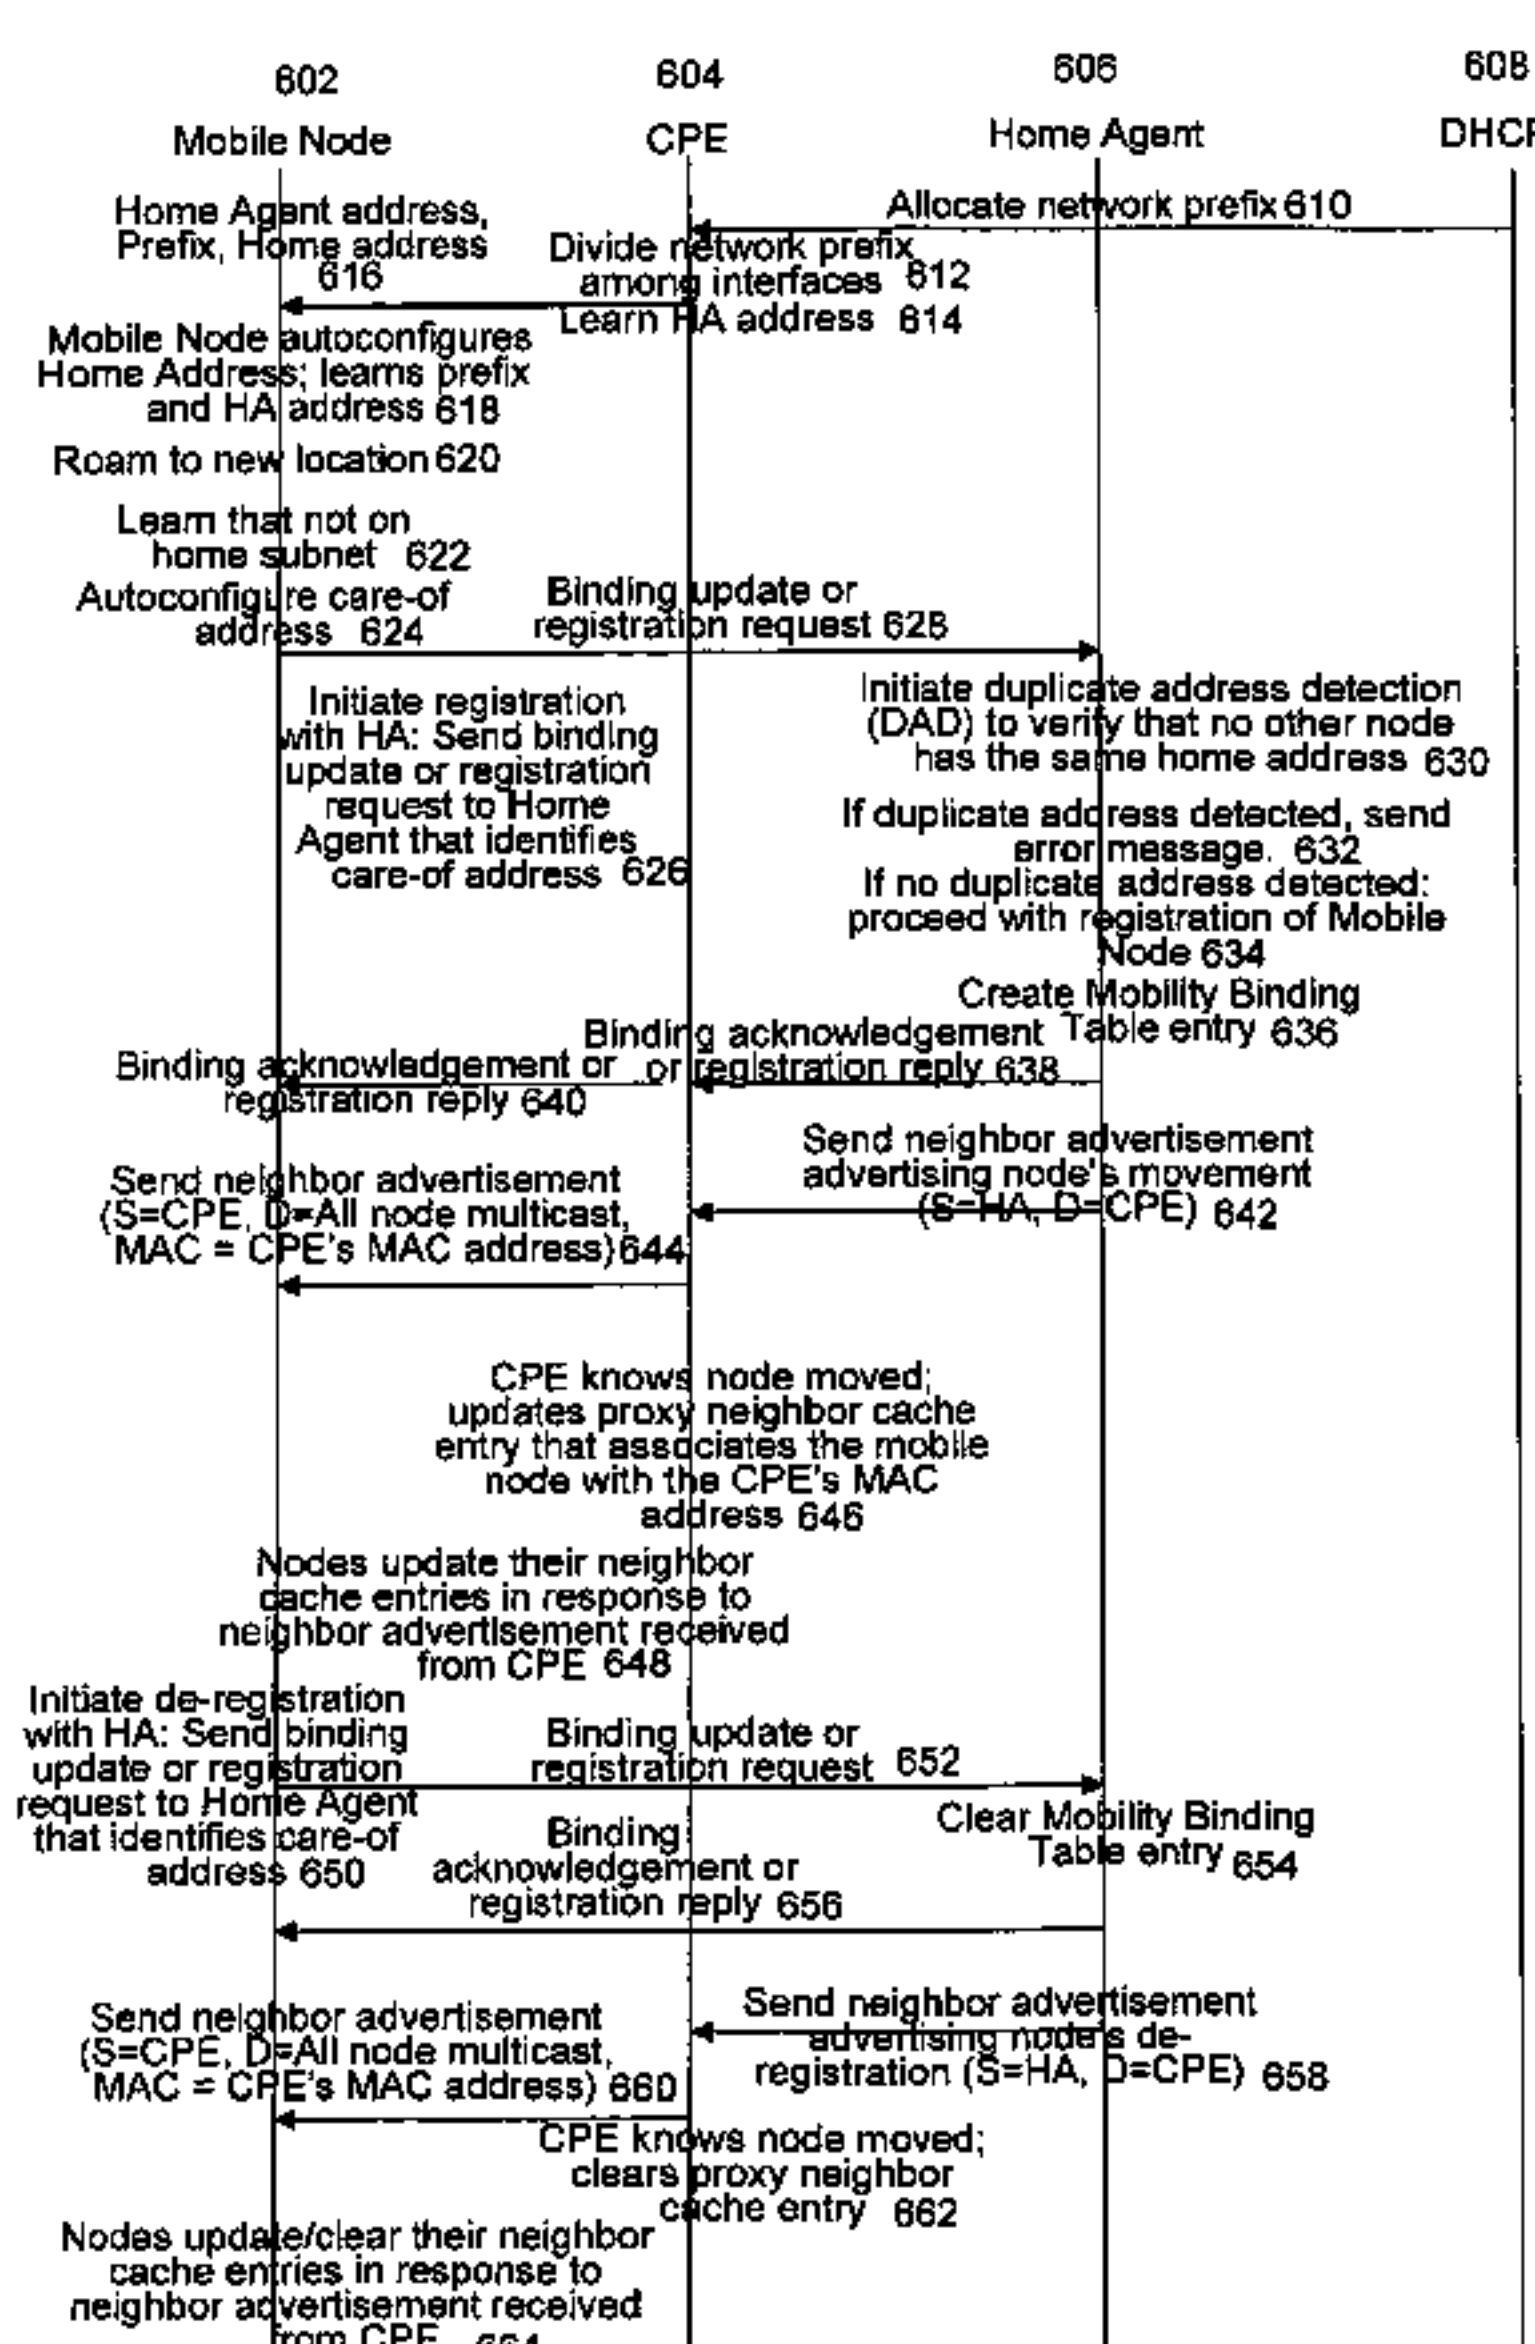 602
604
606
608
Mobile Node
CPE
Home Agent
Home Agent address,
Prefix, Home address
616
Allocate network prefix 610
Divide network prefix
among interfaces 612
Learn HA address 614
Mobile Node autoconfigures
Home Address; learns prefix
and HA address 618
Roam to new location 620
Learn that not on
home subnet 622
Autoconfigure care-of
address 624
Binding update or
registration request 628
Initiate registration
with HA: Send binding
update or registration
request to Home
Agent that identifies
care-of address 626
Initiate duplicate address detection
(DAD) to verify that no other node
has the same home address 630
If duplicate address detected, send
error message. 632
If no duplicate address detected:
proceed with registration of Mobile
Node 634
Create Mobility Binding
Table entry 636
Binding acknowledgement
or registration reply 638
Binding acknowledgement or
registration reply 640
Send neighbor advertisement
advertising node's movement
(S=HA, D=CPE) 642
Send neighbor advertisement
(S=CPE, D=All node multicast,
MAC = CPE's MAC address) 644
CPE knows node moved;
updates proxy neighbor cache
entry that associates the mobile
node with the CPE's MAC
address 646
Nodes update their neighbor
cache entries in response to
neighbor advertisement received
from CPE 648
Initiate de-registration
with HA: Send binding
update or registration
request to Home Agent
that identifies care-of
address 650
Binding update or
registration request 652
Clear Mobility Binding
Table entry 654
Binding
acknowledgement or
registration reply 656
Send neighbor advertisement
advertising node's de-
registration (S=HA, D=CPE) 658
Send neighbor advertisement
(S=CPE, D=All node multicast,
MAC = CPE's MAC address) 660
CPE knows node moved;
clears proxy neighbor
cache entry 662
Nodes update/clear their neighbor
cache entries in response to
neighbor advertisement received
from CPE